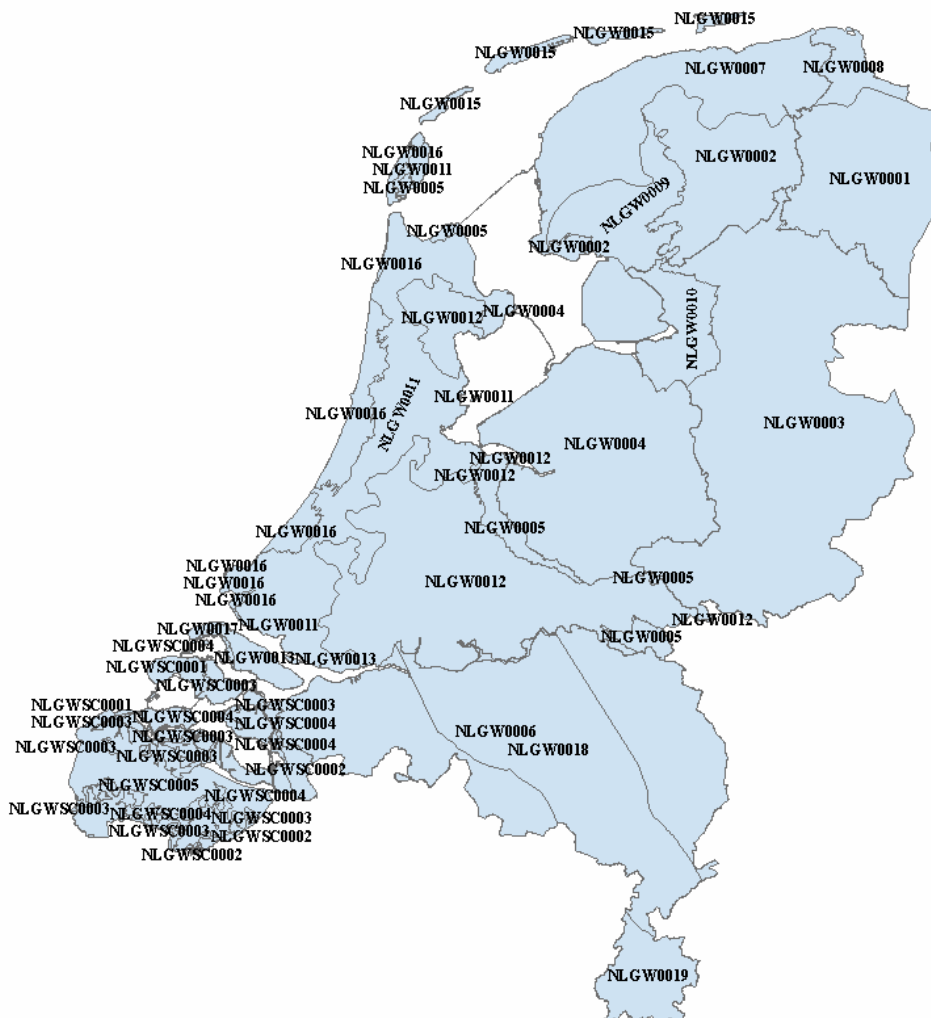 NLGW0015
NLGW0015
NLGW0015
NLGW0007
NLGW0008
NLGW0015
NLGW0016
NLGW0002
NLGW0011
NLGW0001
NLGW0005
NLGW0009
NLGW0005
NLGW0002
NLGW0016
NLGW0010
NLGW0012
NLGW0004
NLGW0011
NLGW0011
NLGW0016
NLGW0003
NLGW0004
NLGW0012
NLGW0012
NLGW0005
NLGW0016
NLGW0016
NLGW0016
NLGW0012
NLGW0005
NLGW0016
NLGW0012
NLGW0011
NLGW0017
NLGW0005
NLGWSC0004
NLGW0013
NLGW0013
NLGWSC0001
NLGWSC0003
NLGWSC0001
NLGWSC0003
NLGWSC0003
NLGWSC0004
NLGWSC0004
NLGW0006
NLGWSC0003
NLGWSC0003
NLGWSC0004
NLGW0018
NLGWSC0003
NLGWSC0002
NLGWSC0005
NLGWSC0004
NLGWSC0003
NLGWSC0004
NLGWSC0003
NLGWSC0003
NLGWSC0002
NLGWSC0002
NLGW0019